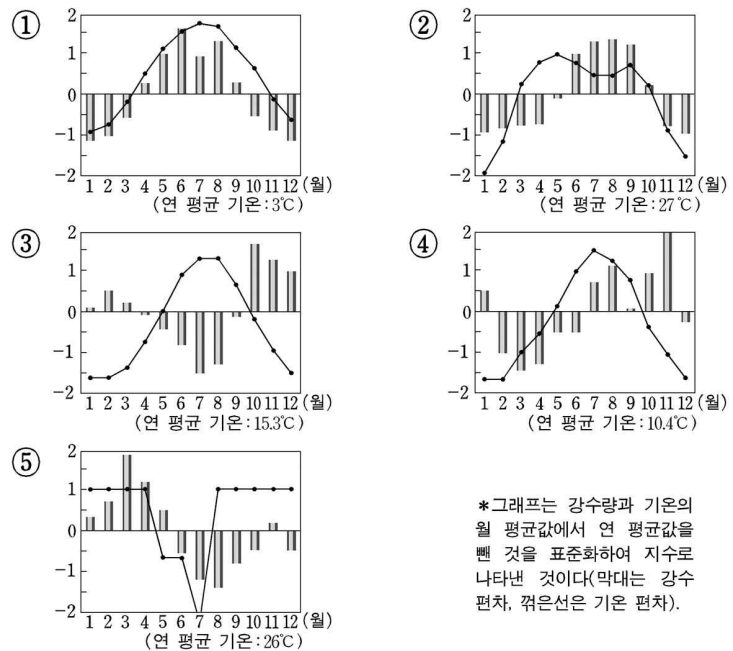 ①
2
1
0
-1
-2
1 2 3 4 5 6 7 8 9 10 11 12 (월)
(연 평균 기온:3℃)
②
2
1
0
-1
-2
1 2 3 4 5 6 7 8 9 10 11 12 (월)
(연 평균 기온:27℃)
③
2
1
0
-1
-2
1 2 3 4 5 6 7 8 9 10 11 12 (월)
(연 평균 기온:15.3℃)
④
2
1
0
-1
-2
1 2 3 4 5 6 7 8 9 10 11 12 (월)
(연 평균 기온:10.4℃)
⑤
2
1
0
-1
-2
1 2 3 4 5 6 7 8 9 10 11 12 (월)
(연 평균 기온:26℃)
*그래프는 강수량과 기온의
월 평균값에서 연 평균값을
뺀 것을 표준화하여 지수로
나타낸 것이다(막대는 강수
편차, 꺾은선은 기온 편차).